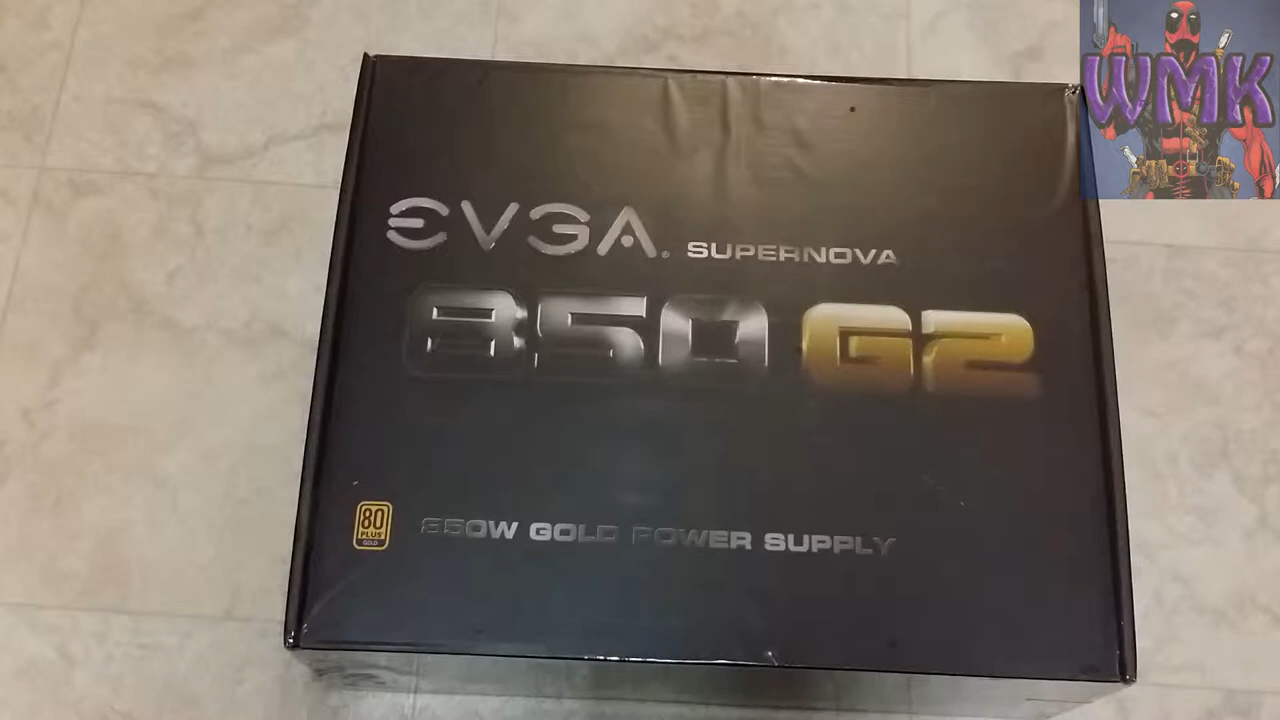 WMK
EVGA® SUPERNOVA
850 G2
80
PLUS
GOLD
850W GOLD POWER SUPPLY